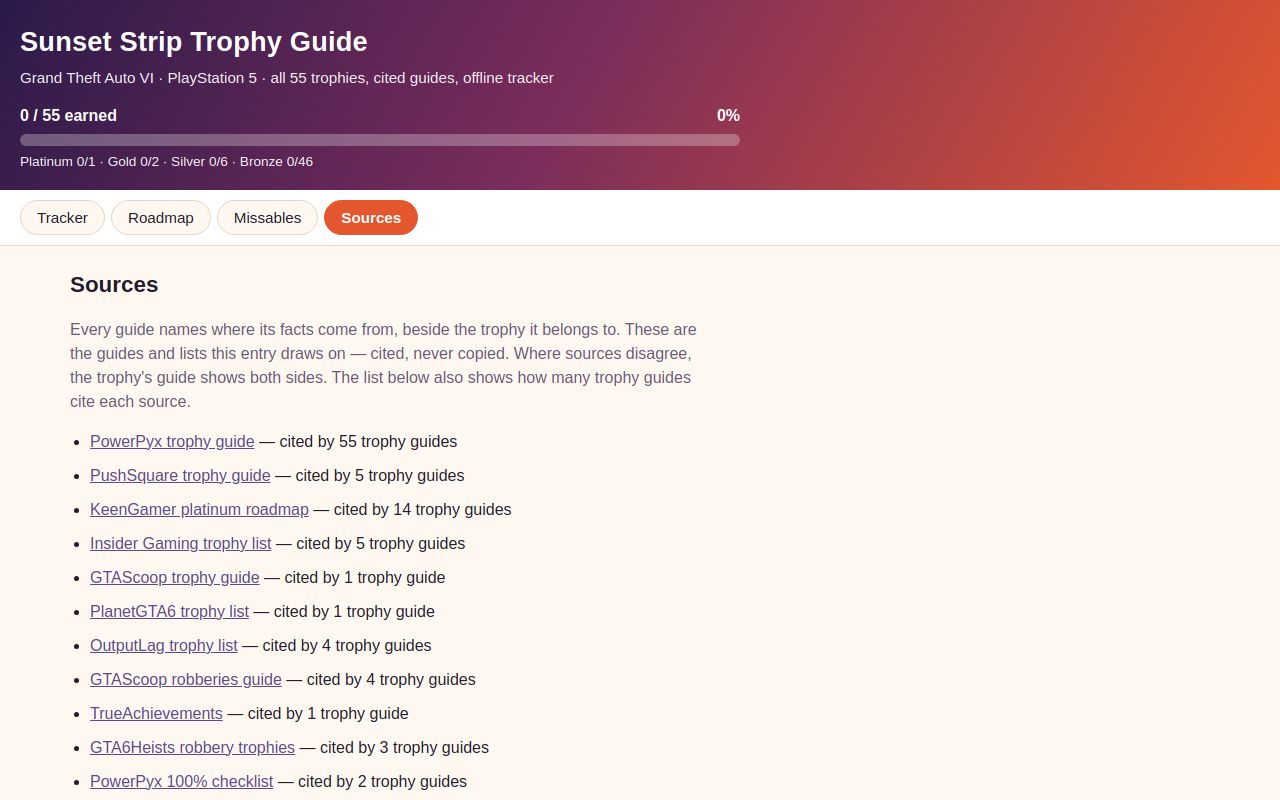 Sunset Strip Trophy Guide
Grand Theft Auto VI · PlayStation 5 · all 55 trophies, cited guides, offline tracker
0 / 55 earned 0%
Platinum 0/1 · Gold 0/2 · Silver 0/6 · Bronze 0/46
Tracker Roadmap Missables Sources
Sources
Every guide names where its facts come from, beside the trophy it belongs to. These are
the guides and lists this entry draws on — cited, never copied. Where sources disagree,
the trophy's guide shows both sides. The list below also shows how many trophy guides
cite each source.
• PowerPyx trophy guide — cited by 55 trophy guides
• PushSquare trophy guide — cited by 5 trophy guides
• KeenGamer platinum roadmap — cited by 14 trophy guides
• Insider Gaming trophy list — cited by 5 trophy guides
• GTAScoop trophy guide — cited by 1 trophy guide
• PlanetGTA6 trophy list — cited by 1 trophy guide
• OutputLag trophy list — cited by 4 trophy guides
• GTAScoop robberies guide — cited by 4 trophy guides
• TrueAchievements — cited by 1 trophy guide
• GTA6Heists robbery trophies — cited by 3 trophy guides
• PowerPyx 100% checklist — cited by 2 trophy guides